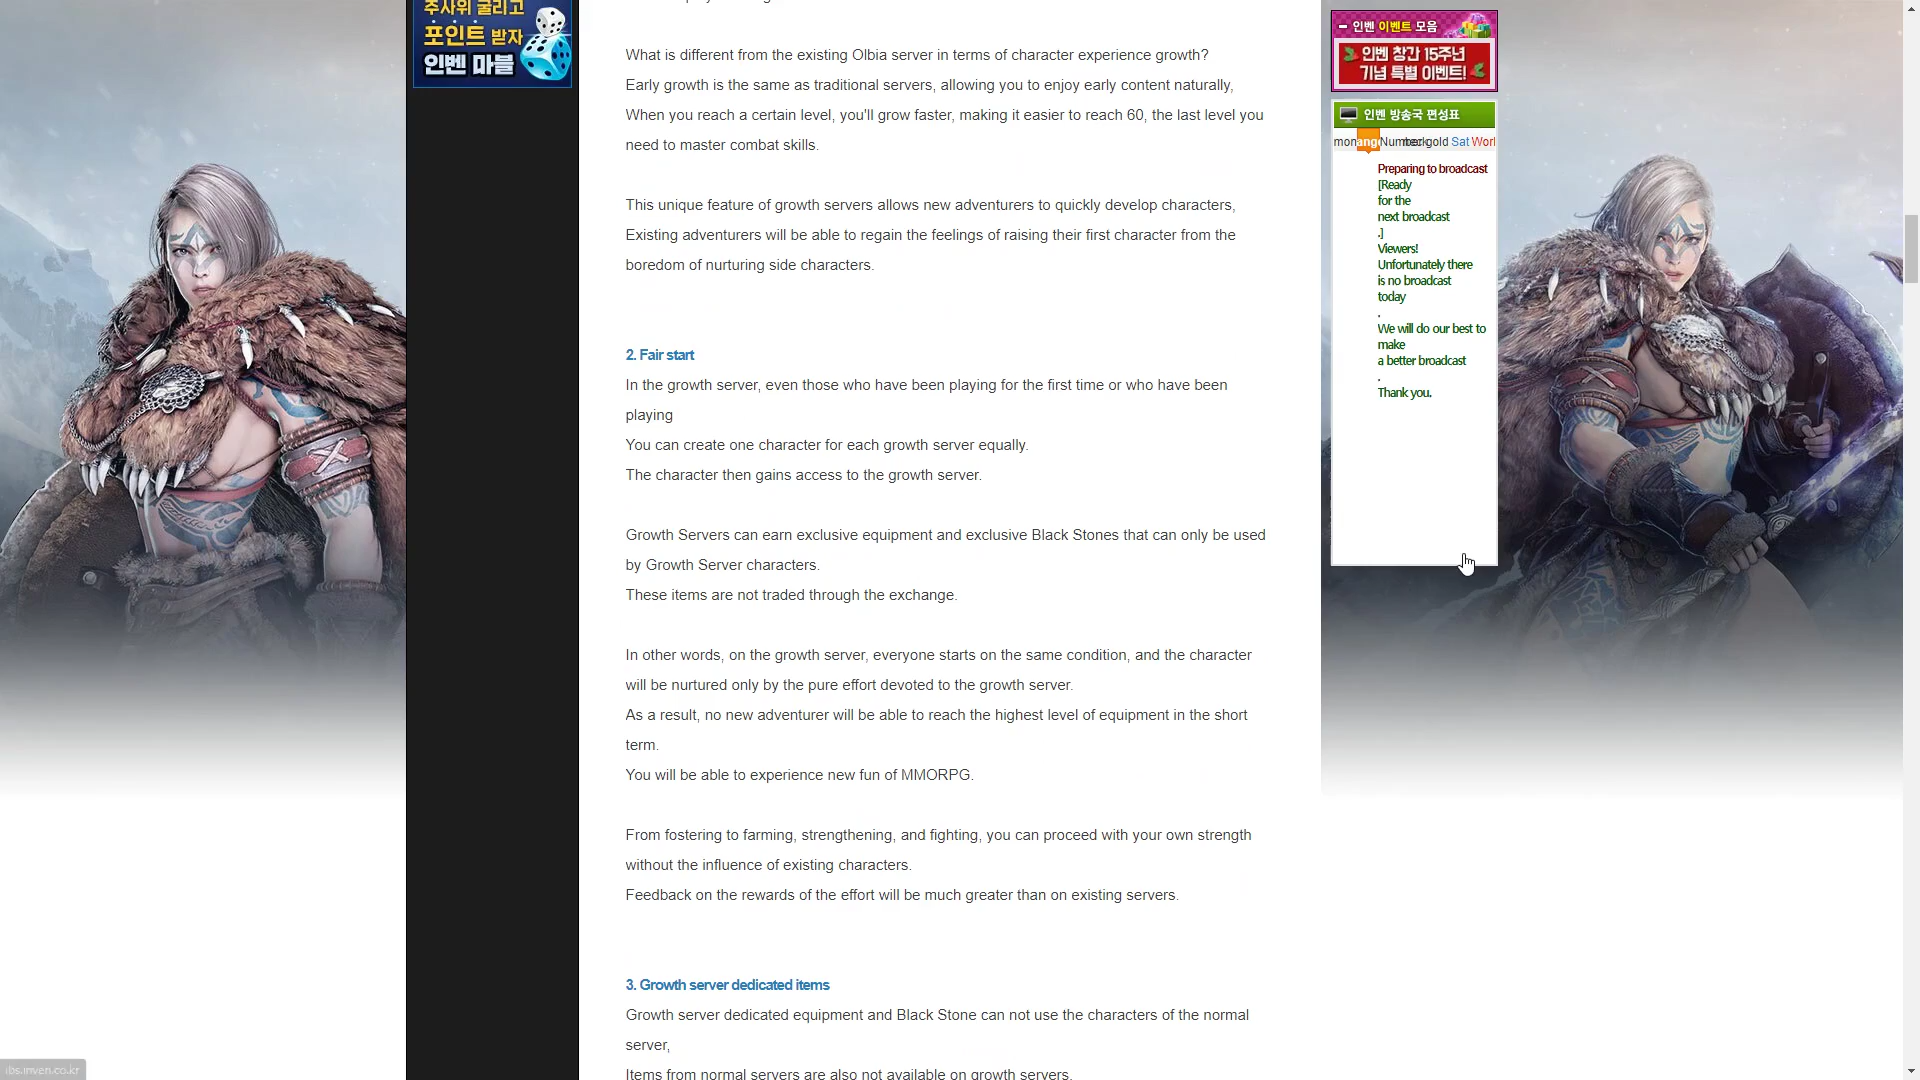 주사위 굴리고
포인트 받자
인벤 마블
What is different from the existing Olbia server in terms of character experience growth?
Early growth is the same as traditional servers, allowing you to enjoy early content naturally,
When you reach a certain level, you'll grow faster, making it easier to reach 60, the last level you
need to master combat skills.
This unique feature of growth servers allows new adventurers to quickly develop characters,
Existing adventurers will be able to regain the feelings of raising their first character from the
boredom of nurturing side characters.
2. Fair start
In the growth server, even those who have been playing for the first time or who have been
playing
You can create one character for each growth server equally.
The character then gains access to the growth server.
Growth Servers can earn exclusive equipment and exclusive Black Stones that can only be used
by Growth Server characters.
These items are not traded through the exchange.
In other words, on the growth server, everyone starts on the same condition, and the character
will be nurtured only by the pure effort devoted to the growth server.
As a result, no new adventurer will be able to reach the highest level of equipment in the short
term.
You will be able to experience new fun of MMORPG.
From fostering to farming, strengthening, and fighting, you can proceed with your own strength
without the influence of existing characters.
Feedback on the rewards of the effort will be much greater than on existing servers.
3. Growth server dedicated items
Growth server dedicated equipment and Black Stone can not use the characters of the normal
server,
Items from normal servers are also not available on growth servers.
인벤 이벤트 모음
인벤 창간 15주년
기념 특별 이벤트!
인벤 방송국 편성표
mon ang gold Sat
Preparing to broadcast
[Ready
for the
next broadcast
.]
Viewers!
Unfortunately there
is no broadcast
today
.
We will do our best to
make
a better broadcast
.
Thank you.
ibs.inven.co.kr